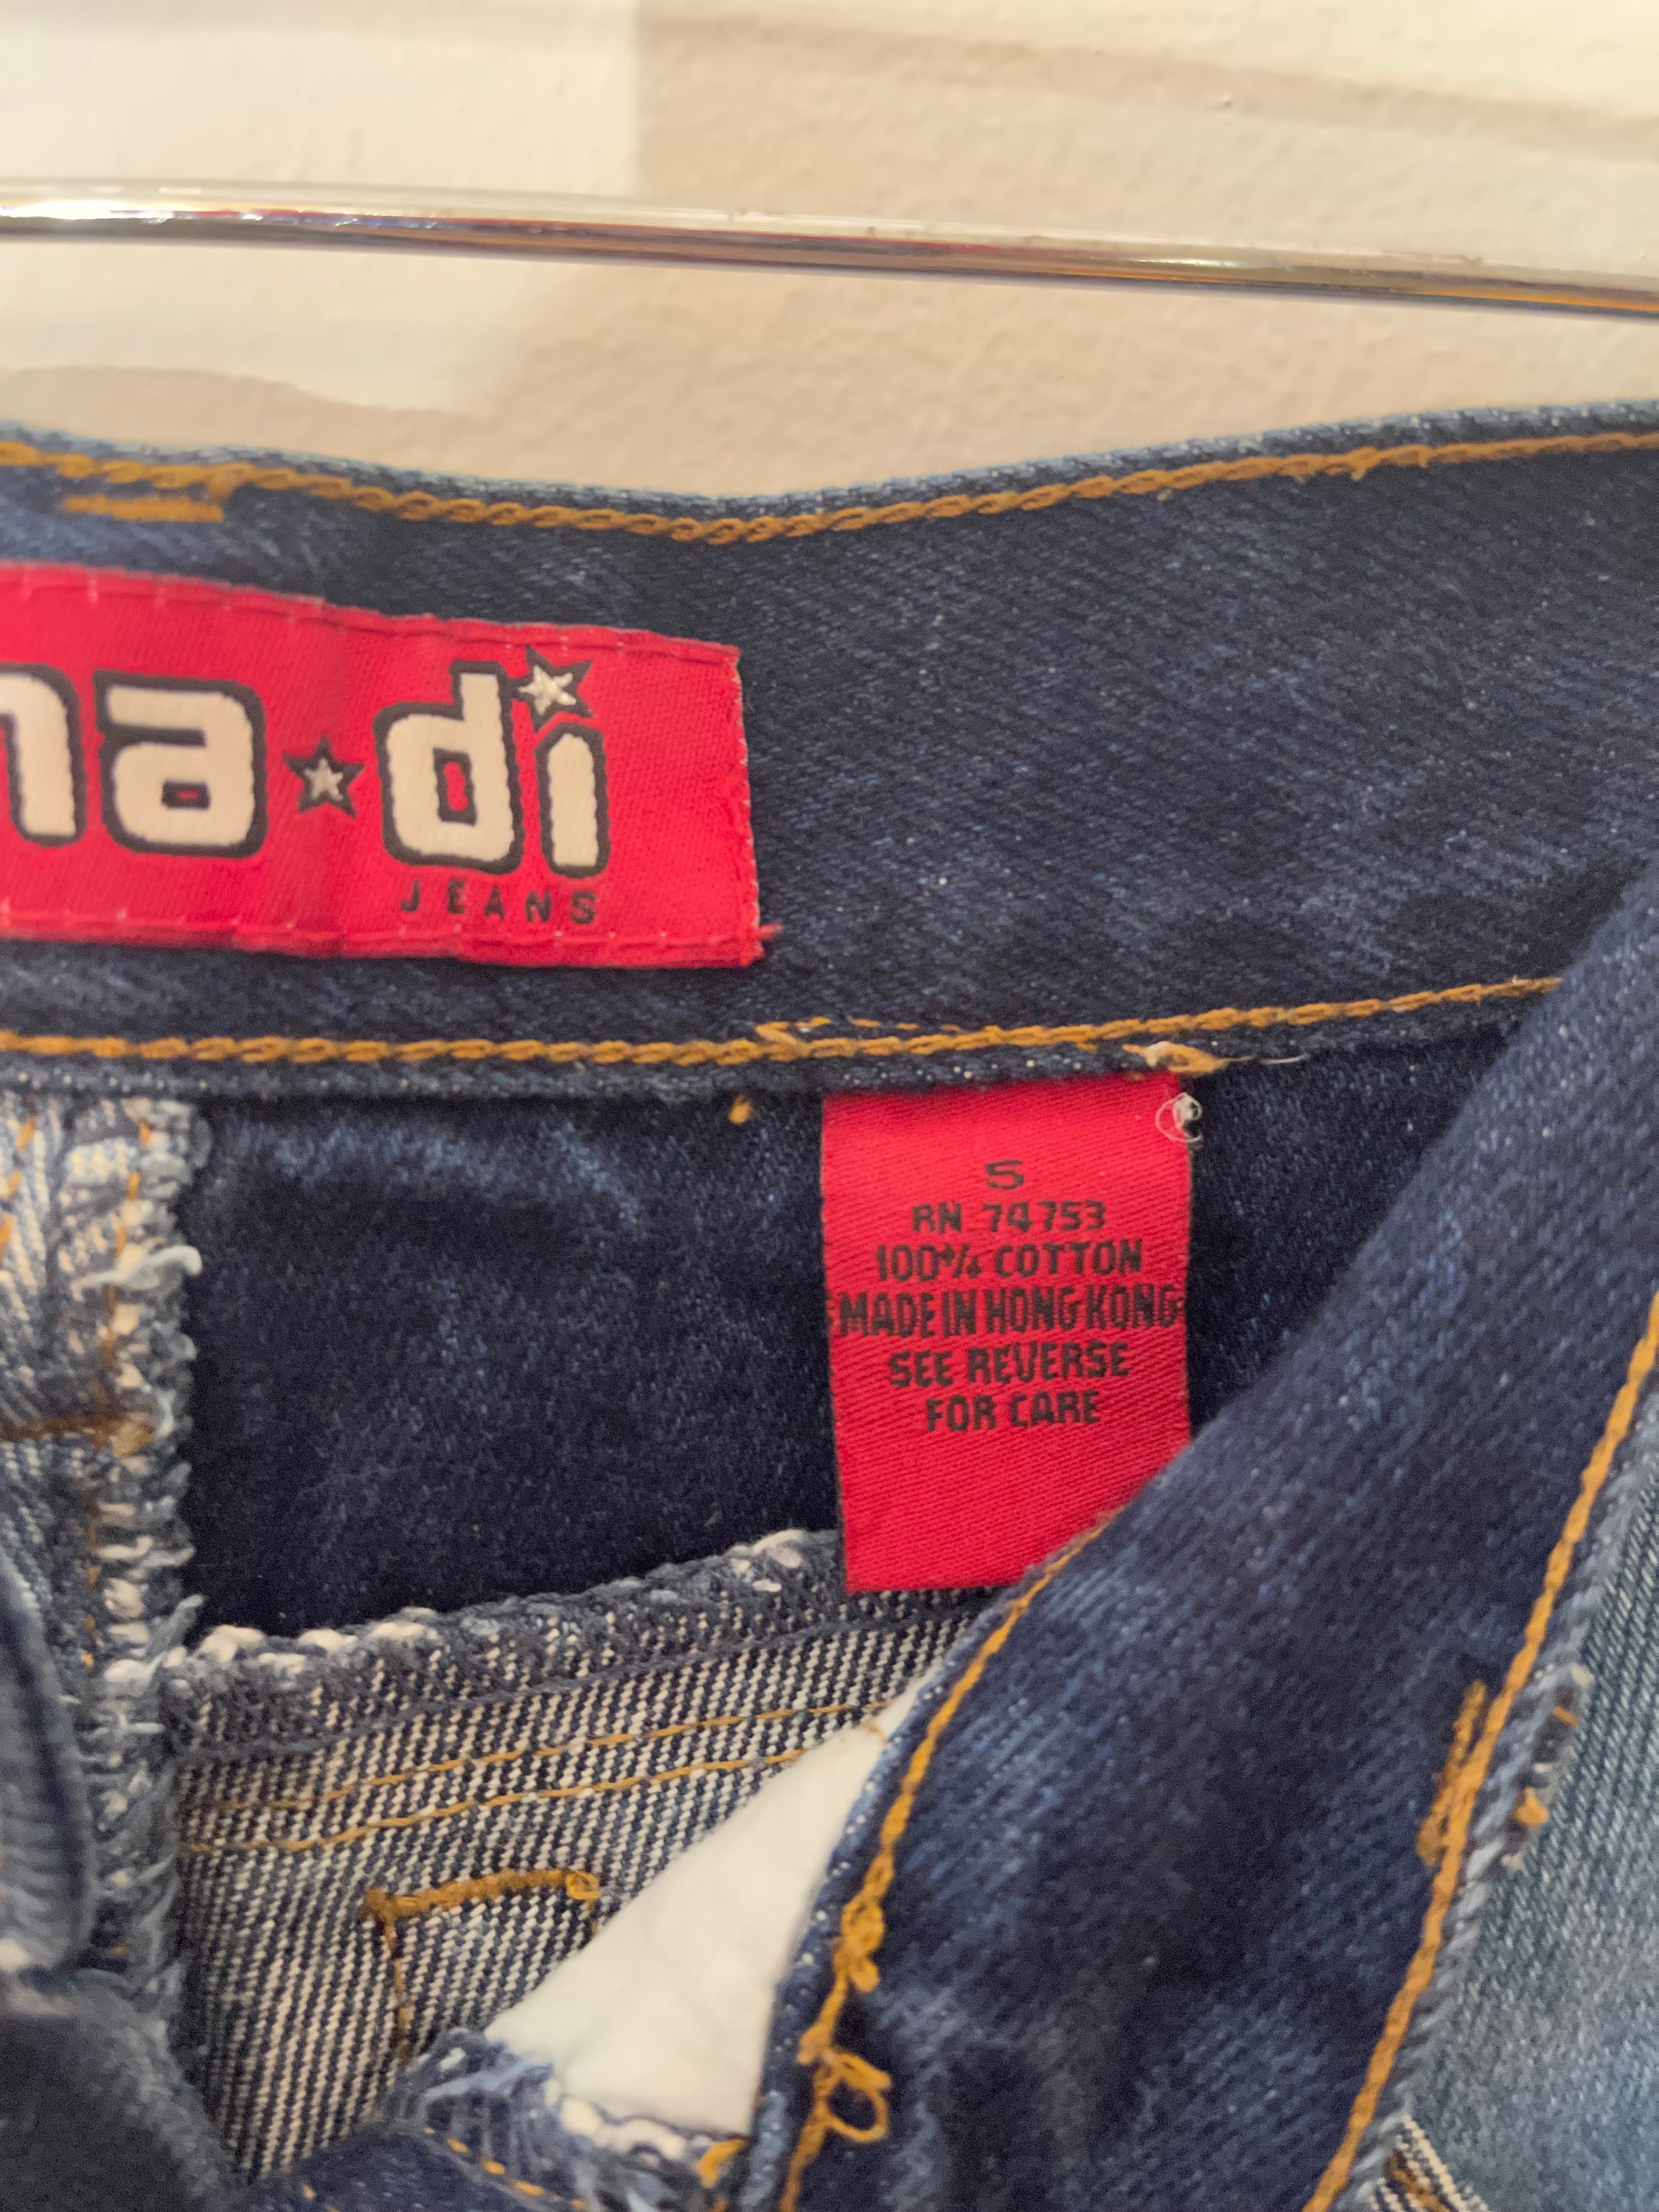 na★di
JEANS
5
RN 74753
100% COTTON
MADE IN HONG KONG
SEE REVERSE
FOR CARE